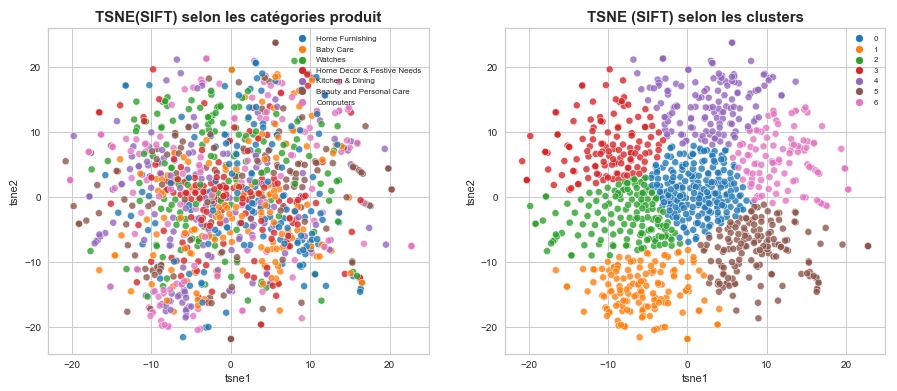 TSNE(SIFT) selon les catégories produit
Home Furnishing
Baby Care
Watches
Home Decor & Festive Needs
Kitchen & Dining
Beauty and Personal Care
Computers
20
10
0
−10
−20
tsne2
−20
−10
0
10
20
tsne1
TSNE (SIFT) selon les clusters
0
1
2
3
4
5
6
20
10
0
−10
−20
tsne2
−20
−10
0
10
20
tsne1